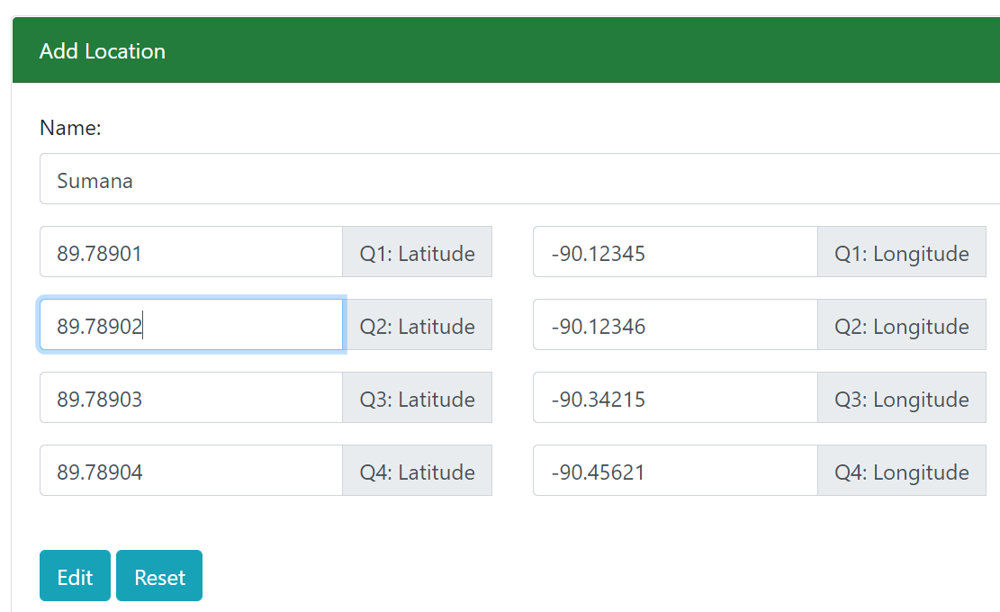 Add Location
Name:
Sumana
89.78901 Q1: Latitude -90.12345 Q1: Longitude
89.78902 Q2: Latitude -90.12346 Q2: Longitude
89.78903 Q3: Latitude -90.34215 Q3: Longitude
89.78904 Q4: Latitude -90.45621 Q4: Longitude
Edit Reset